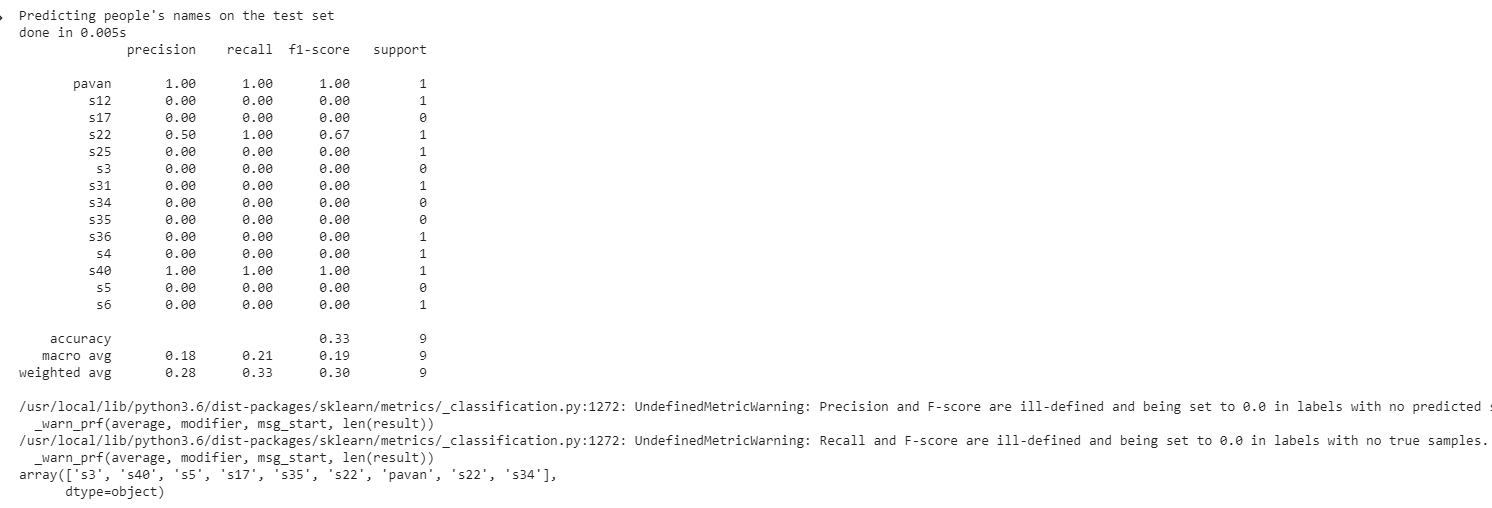 Predicting people's names on the test set
done in 0.005s
precision recall f1-score support
pavan 1.00 1.00 1.00 1
s12 0.00 0.00 0.00 1
s17 0.00 0.00 0.00 0
s22 0.50 1.00 0.67 1
s25 0.00 0.00 0.00 1
s3 0.00 0.00 0.00 0
s31 0.00 0.00 0.00 1
s34 0.00 0.00 0.00 0
s35 0.00 0.00 0.00 0
s36 0.00 0.00 0.00 1
s4 0.00 0.00 0.00 1
s40 1.00 1.00 1.00 1
s5 0.00 0.00 0.00 0
s6 0.00 0.00 0.00 1
accuracy 0.33 9
macro avg 0.18 0.21 0.19 9
weighted avg 0.28 0.33 0.30 9
/usr/local/lib/python3.6/dist-packages/sklearn/metrics/_classification.py:1272: UndefinedMetricWarning: Precision and F-score are ill-defined and being set to 0.0 in labels with no predicted
_warn_prf(average, modifier, msg_start, len(result))
/usr/local/lib/python3.6/dist-packages/sklearn/metrics/_classification.py:1272: UndefinedMetricWarning: Recall and F-score are ill-defined and being set to 0.0 in labels with no true samples.
_warn_prf(average, modifier, msg_start, len(result))
array(['s3', 's40', 's5', 's17', 's35', 's22', 'pavan', 's22', 's34'],
dtype=object)